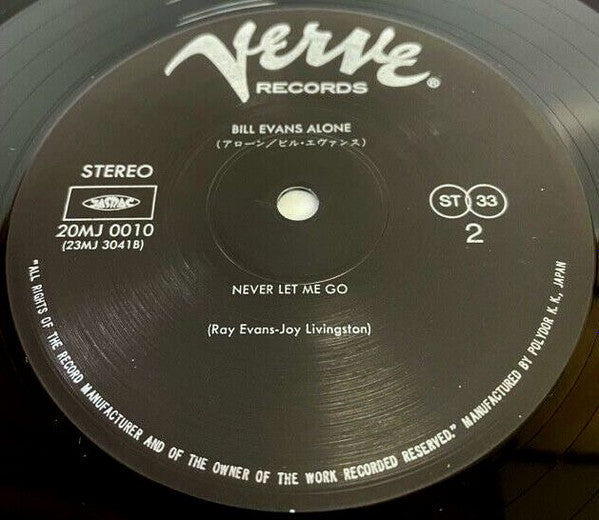 Verve
RECORDS®
BILL EVANS ALONE
(アローン／ビル・エヴァンス)
STEREO
JASRAC
20MJ 0010
(23MJ 3041B)
ST 33
2
NEVER LET ME GO
(Ray Evans-Joy Livingston)
"ALL RIGHTS OF THE RECORD MANUFACTURER AND OF THE OWNER OF THE WORK RECORDED RESERVED." MANUFACTURED BY POLYDOR K. K., JAPAN